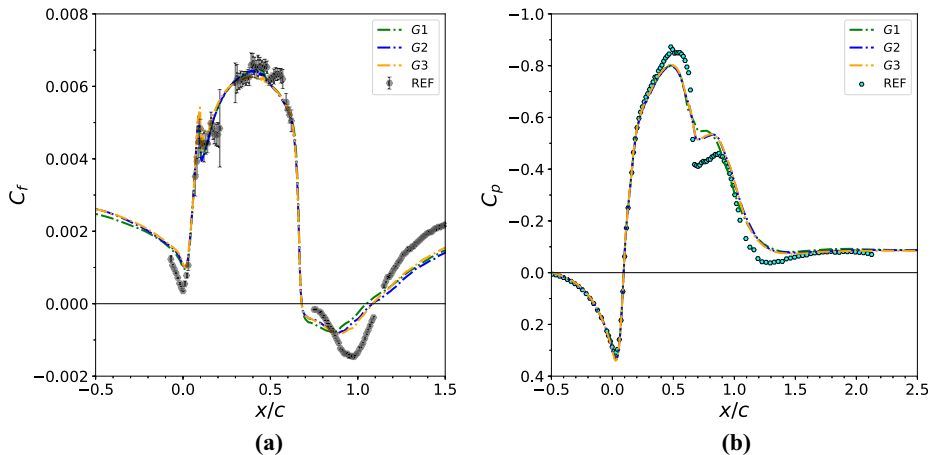 0.008
0.006
0.004
0.002
0.000
−0.002
C_f
−0.5 0.0 0.5 1.0 1.5
x/c
G1
G2
G3
REF
(a)
−1.0
−0.8
−0.6
−0.4
−0.2
0.0
0.2
0.4
C_p
−0.5 0.0 0.5 1.0 1.5 2.0 2.5
x/c
G1
G2
G3
REF
(b)